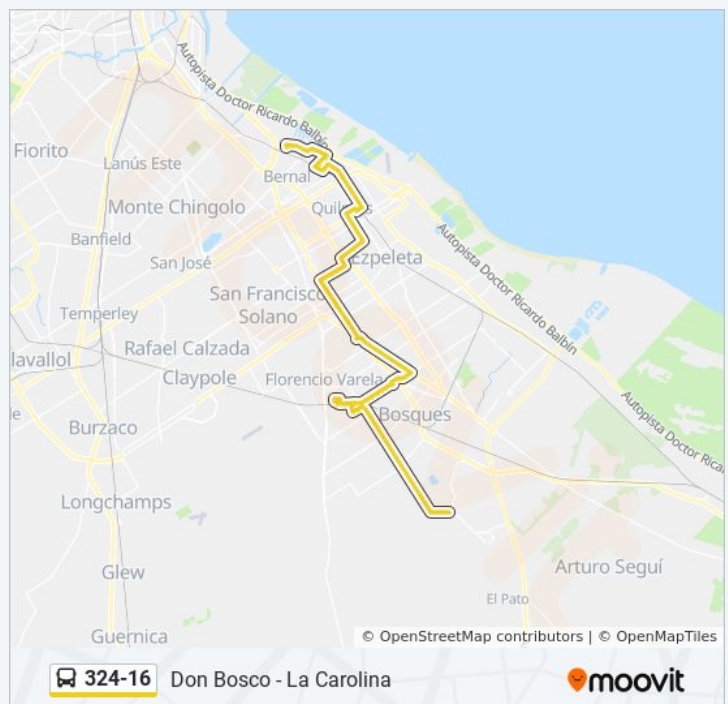 Autopista Doctor Ricardo Balbín
Fiorito
Lanús Este
Bernal
Monte Chingolo
Quilmes
Banfield
San José
Ezpeleta
Autopista Doctor Ricardo Balbín
San Francisco
Solano
Temperley
Rafael Calzada
llavallol
Claypole
Florencio Varela
Autopista Doctor Ricar
Burzaco
Bosques
Longchamps
Glew
Arturo Seguí
El Pato
Guernica
© OpenStreetMap contributors | © OpenMapTiles
324-16 Don Bosco - La Carolina
moovit